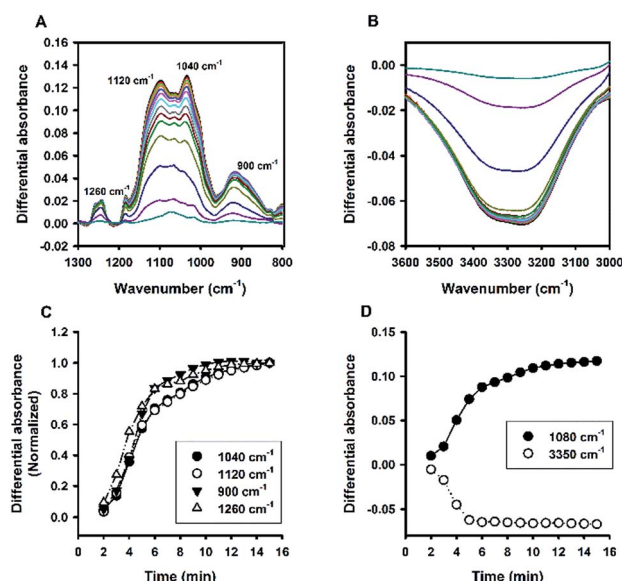 A
B
0.16
0.14
0.12
0.10
0.08
0.06
0.04
0.02
0.00
-0.02
Differential absorbance
1120 cm-1
1040 cm-1
900 cm-1
1260 cm-1
1300 1200 1100 1000 900 800
Wavenumber (cm-1)
0.00
-0.02
-0.04
-0.06
-0.08
Differential absorbance
3600 3500 3400 3300 3200 3100 3000
Wavenumber (cm-1)
C
D
1.2
1.0
0.8
0.6
0.4
0.2
0.0
Differential absorbance
(Normalized)
1040 cm-1
1120 cm-1
900 cm-1
1260 cm-1
0 2 4 6 8 10 12 14 16
Time (min)
0.15
0.10
0.05
0.00
-0.05
Differential absorbance
1080 cm-1
3350 cm-1
0 2 4 6 8 10 12 14 16
Time (min)